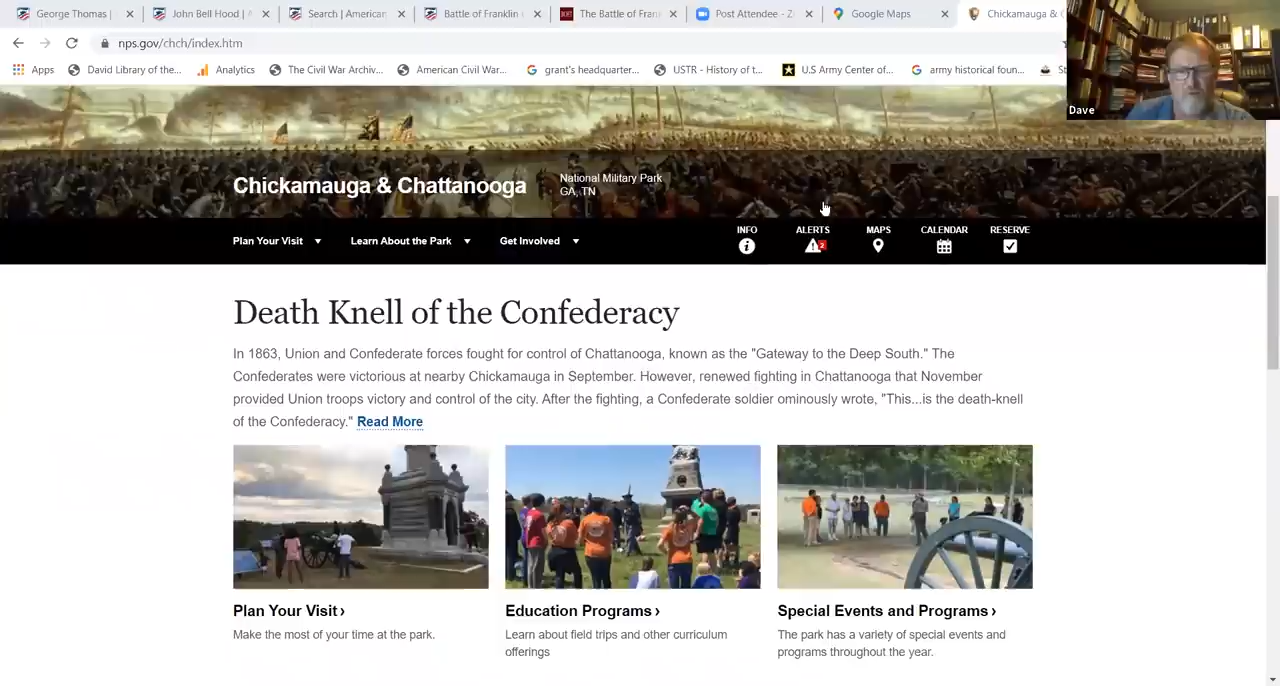 George Thomas |
John Bell Hood |
Search | American
Battle of Franklin
The Battle of Fran
Post Attendee - Z
Google Maps
Chickamauga &
nps.gov/chch/index.htm
Apps
David Library of the...
Analytics
The Civil War Archiv...
American Civil War...
grant's headquarter...
USTR - History of t...
U.S Army Center of...
army historical foun...
Dave
Chickamauga & Chattanooga
National Military Park
GA, TN
Plan Your Visit
Learn About the Park
Get Involved
INFO
ALERTS
2
MAPS
CALENDAR
RESERVE
Death Knell of the Confederacy
In 1863, Union and Confederate forces fought for control of Chattanooga, known as the "Gateway to the Deep South." The
Confederates were victorious at nearby Chickamauga in September. However, renewed fighting in Chattanooga that November
provided Union troops victory and control of the city. After the fighting, a Confederate soldier ominously wrote, "This...is the death-knell
of the Confederacy." Read More
Plan Your Visit ›
Make the most of your time at the park.
Education Programs ›
Learn about field trips and other curriculum
offerings
Special Events and Programs ›
The park has a variety of special events and
programs throughout the year.